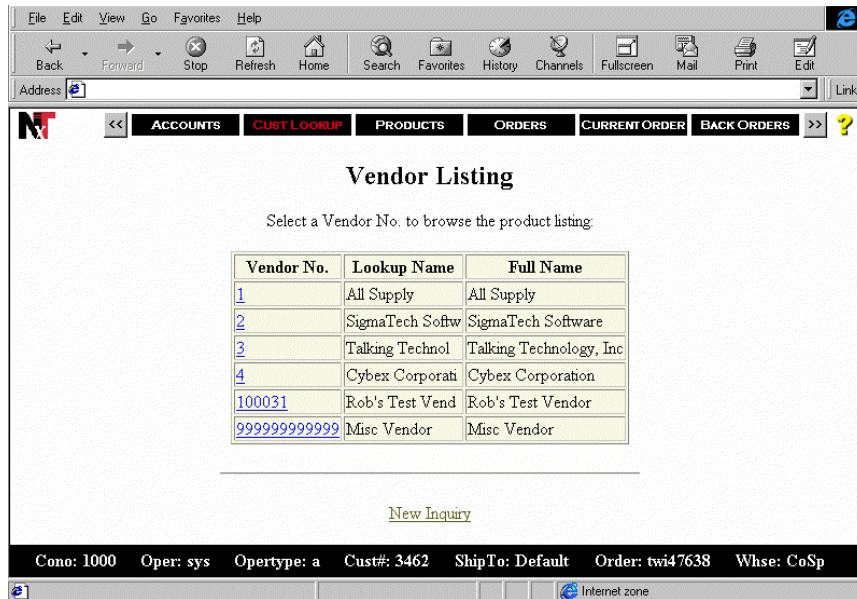 File Edit View Go Favorites Help
Back Forward Stop Refresh Home Search Favorites History Channels Fullscreen Mail Print Edit
Address Link
NxT << ACCOUNTS CUST LOOKUP PRODUCTS ORDERS CURRENT ORDER BACK ORDERS >> ?
Vendor Listing
Select a Vendor No. to browse the product listing:
Vendor No. Lookup Name Full Name
1 All Supply All Supply
2 SigmaTech Softw SigmaTech Software
3 Talking Technol Talking Technology, Inc
4 Cybex Corporati Cybex Corporation
100031 Rob's Test Vend Rob's Test Vendor
999999999999 Misc Vendor Misc Vendor
New Inquiry
Cono: 1000 Oper: sys Opertype: a Cust#: 3462 ShipTo: Default Order: twi47638 Whse: CoSp
Internet zone